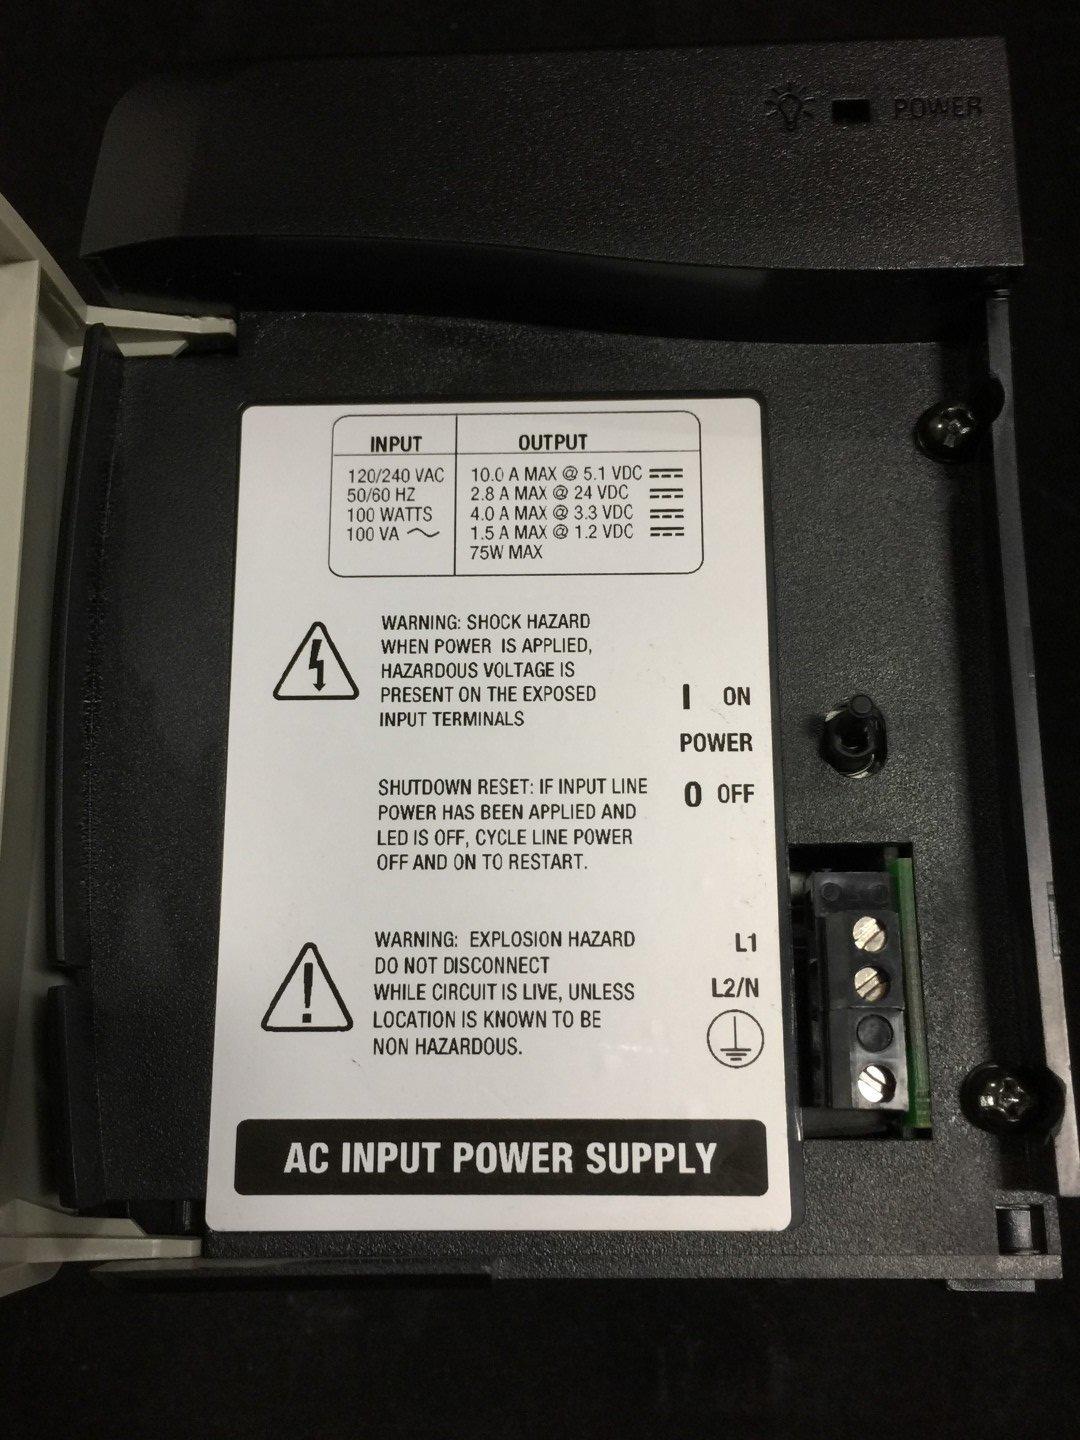 POWER
INPUT OUTPUT
120/240 VAC 10.0 A MAX @ 5.1 VDC
50/60 HZ 2.8 A MAX @ 24 VDC
100 WATTS 4.0 A MAX @ 3.3 VDC
100 VA 1.5 A MAX @ 1.2 VDC
75W MAX
WARNING: SHOCK HAZARD
WHEN POWER IS APPLIED,
HAZARDOUS VOLTAGE IS
PRESENT ON THE EXPOSED
INPUT TERMINALS
I ON
POWER
0 OFF
SHUTDOWN RESET: IF INPUT LINE
POWER HAS BEEN APPLIED AND
LED IS OFF, CYCLE LINE POWER
OFF AND ON TO RESTART.
WARNING: EXPLOSION HAZARD
DO NOT DISCONNECT
WHILE CIRCUIT IS LIVE, UNLESS
LOCATION IS KNOWN TO BE
NON HAZARDOUS.
L1
L2/N
AC INPUT POWER SUPPLY